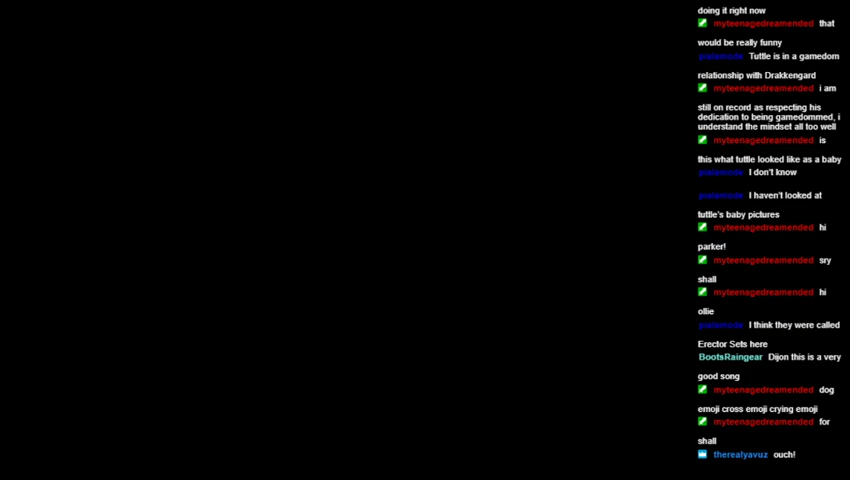 doing it right now
myteenagedreamended that
would be really funny
Tuttle is in a gamedom
relationship with Drakkengard
myteenagedreamended i am
still on record as respecting his
dedication to being gamedommed, i
understand the mindset all too well
myteenagedreamended is
this what tuttle looked like as a baby
I don't know
I haven't looked at
tuttle's baby pictures
myteenagedreamended hi
parker!
myteenagedreamended sry
shall
myteenagedreamended hi
ollie
I think they were called
Erector Sets here
BootsRaingear Dijon this is a very
good song
myteenagedreamended dog
emoji cross emoji crying emoji
myteenagedreamended for
shall
therealyavuz ouch!